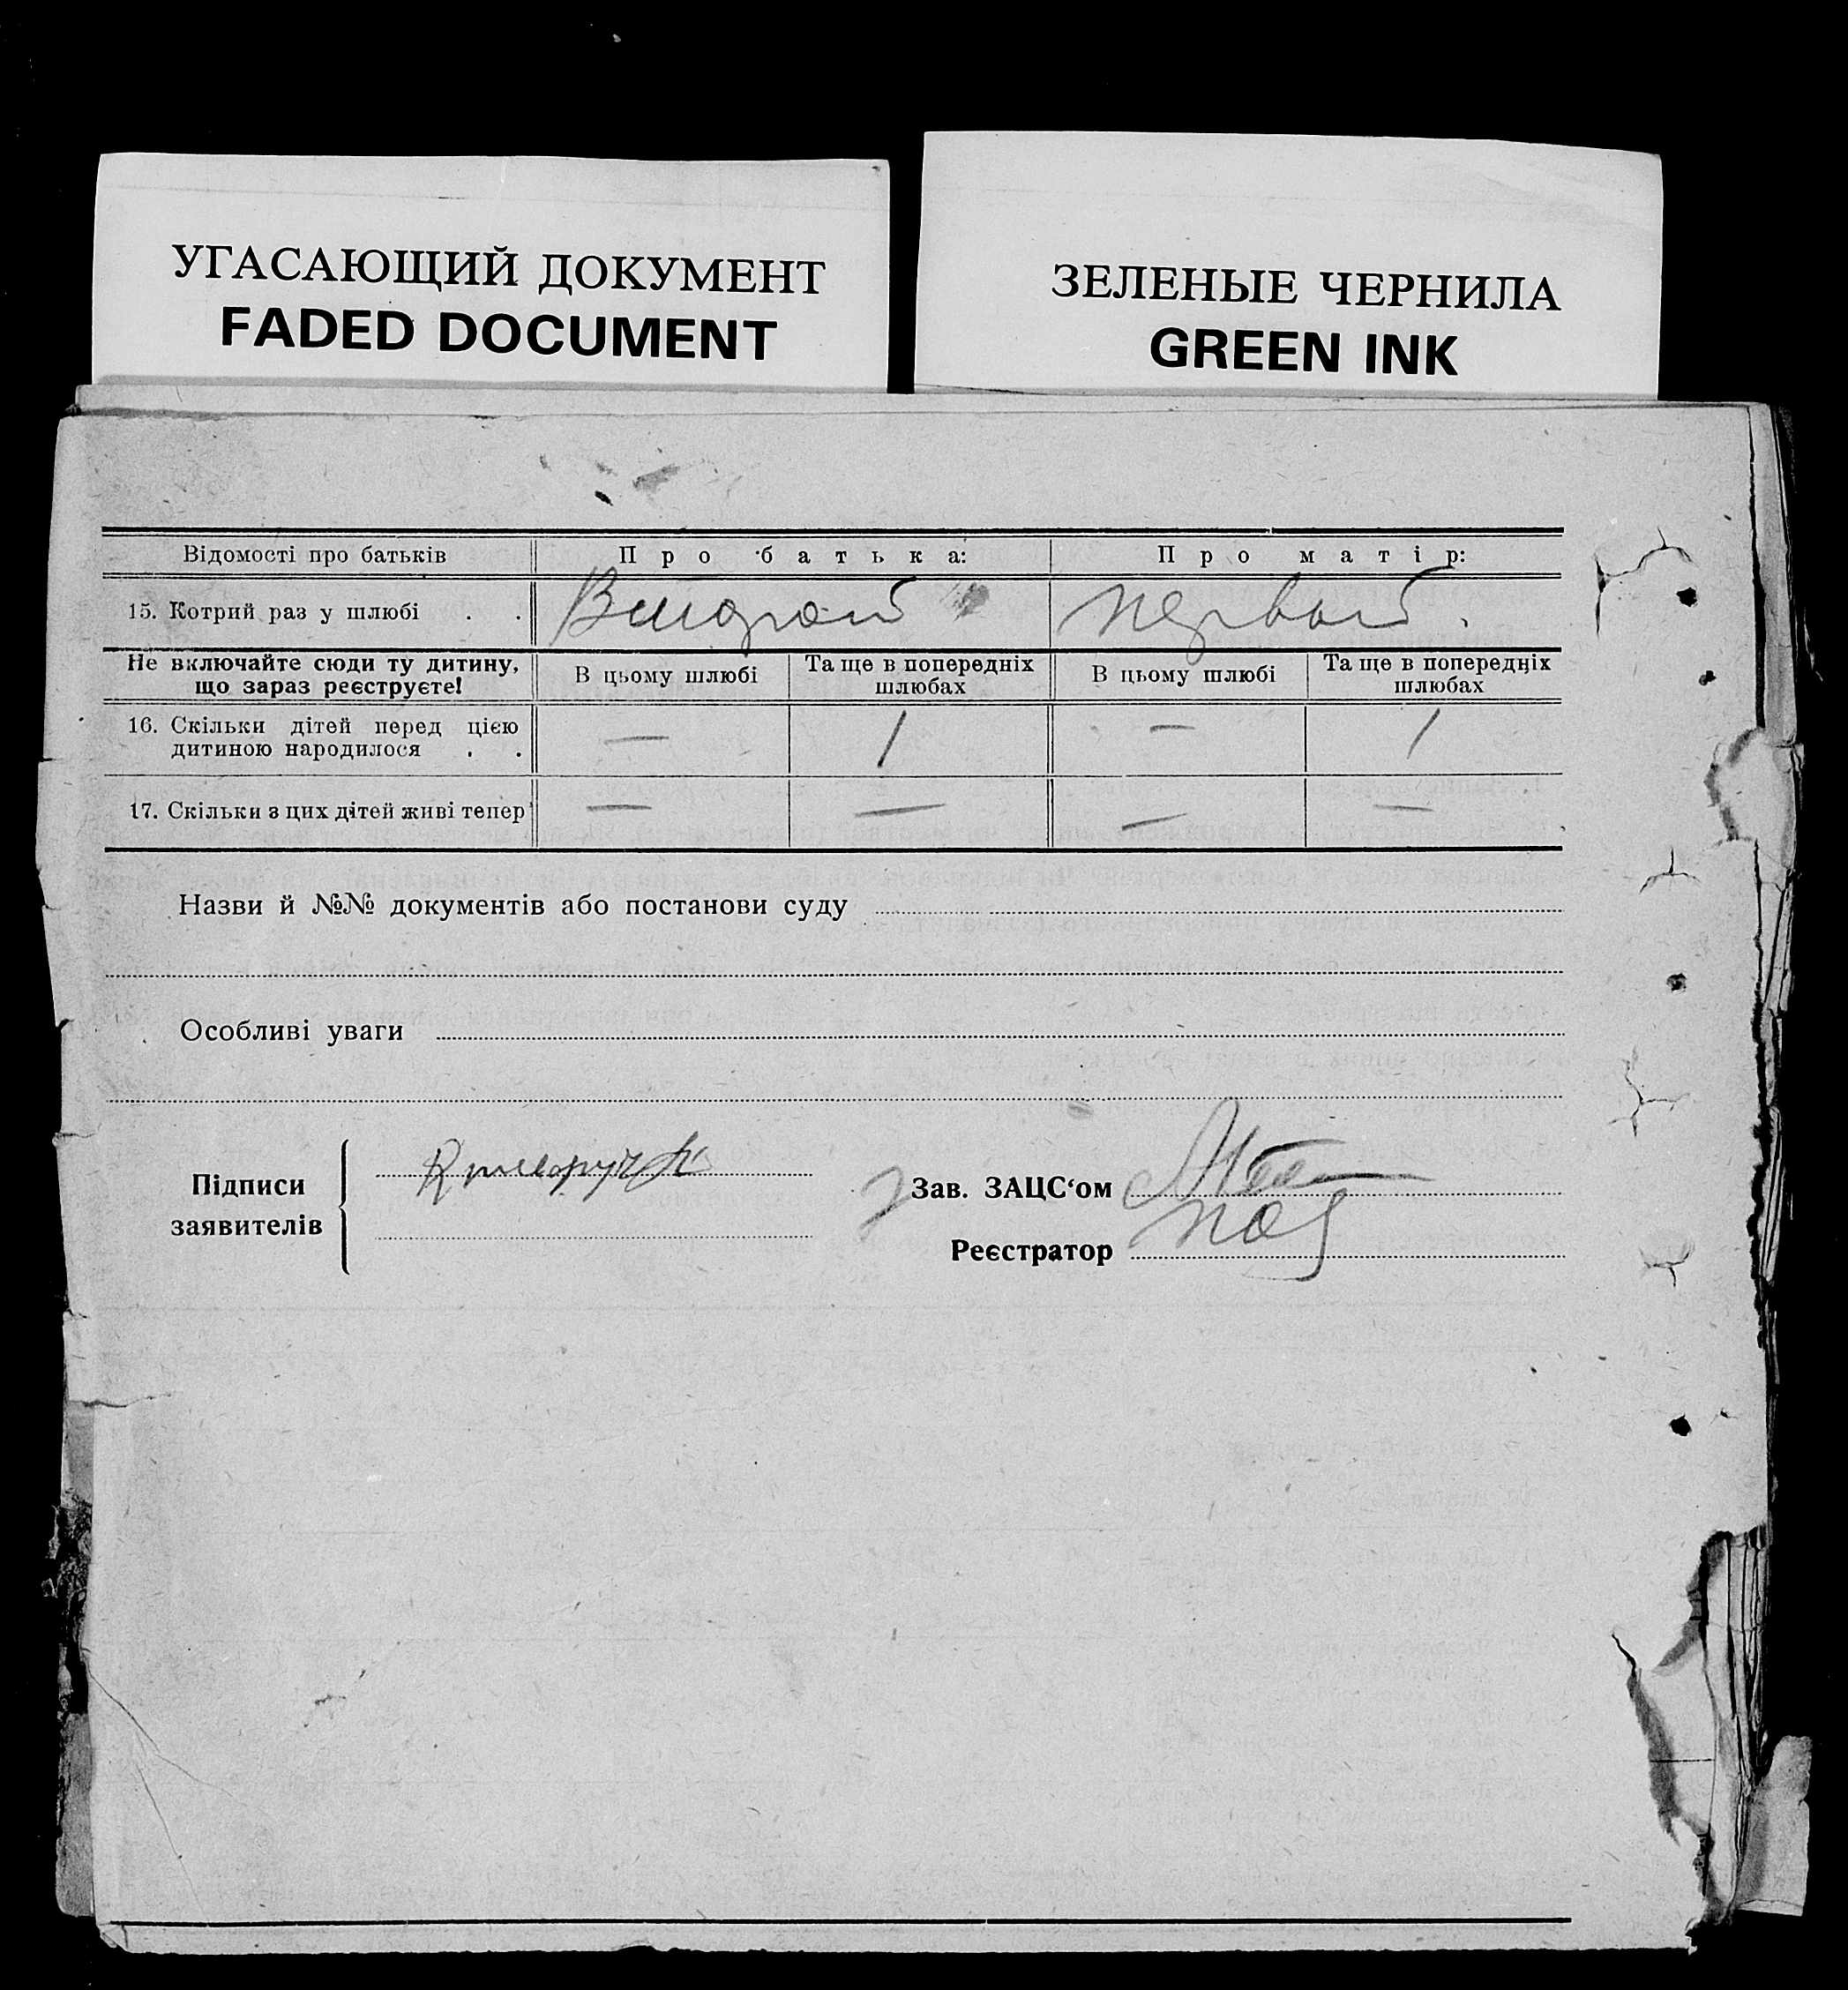 УГАСАЮЩИЙ ДОКУМЕНТ
FADED DOCUMENT
ЗЕЛЕНЫЕ ЧЕРНИЛА
GREEN INK
Відомості про батьків Про батька: Про матір:
15. Котрий раз у шлюбі . . Второй первый.
Не включайте сюди ту дитину, що зараз реєструєте! В цьому шлюбі Та ще в попередніх шлюбах В цьому шлюбі Та ще в попередніх шлюбах
16. Скільки дітей перед цією дитиною народилося . . — 1 — 1
17. Скільки з цих дітей живі тепер — — — —
Назви й №№ документів або постанови суду
Особливі уваги
Підписи заявителів
Зав. ЗАЦС‘ом
Реєстратор